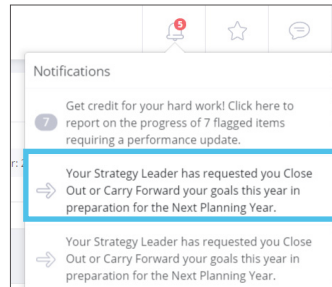 5
Notifications
Get credit for your hard work! Click here to
7 report on the progress of 7 flagged items
requiring a performance update.
r: 2
Your Strategy Leader has requested you Close
Out or Carry Forward your goals this year in
preparation for the Next Planning Year.
Your Strategy Leader has requested you Close
Out or Carry Forward your goals this year in
preparation for the Next Planning Year.